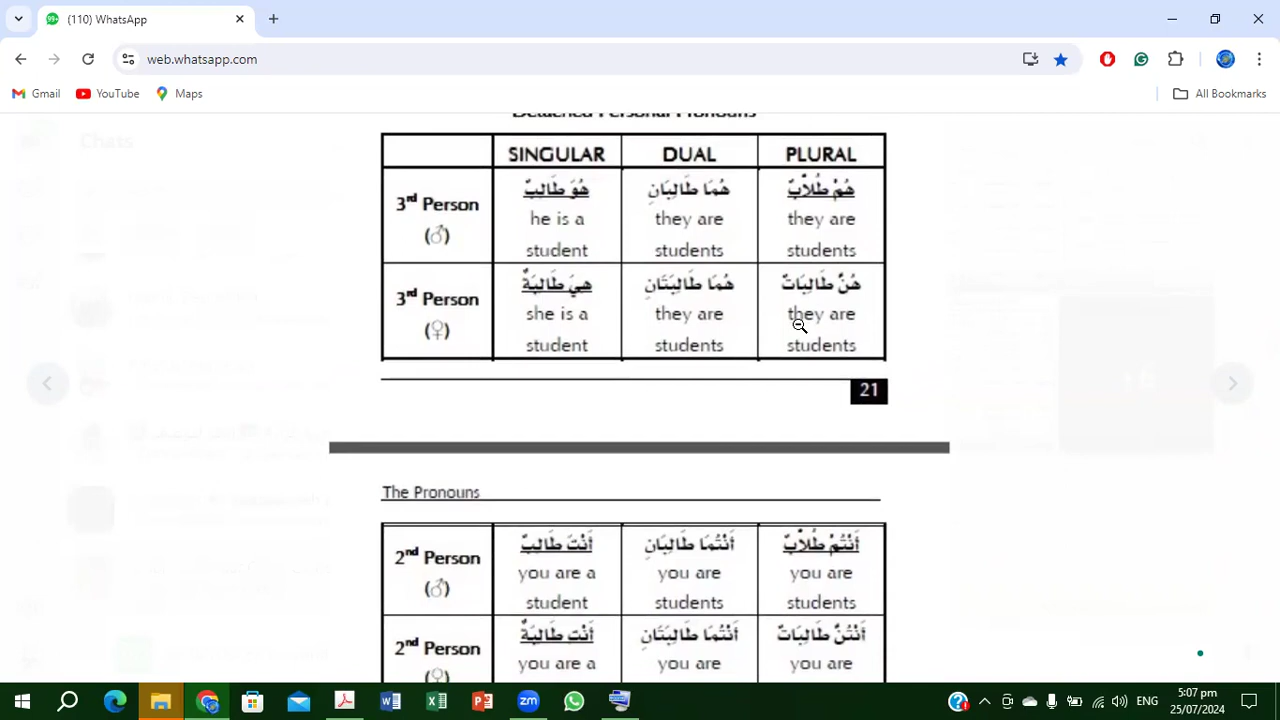 (110) WhatsApp
web.whatsapp.com
Gmail YouTube Maps All Bookmarks
Chats
Detached Personal Pronouns
SINGULAR DUAL PLURAL
3rd Person (♂)
هُوَ طَالِبٌ
he is a
student
هُمَا طَالِبَانِ
they are
students
هُمْ طُلَّابٌ
they are
students
3rd Person (♀)
هِيَ طَالِبَةٌ
she is a
student
هُمَا طَالِبَتَانِ
they are
students
هُنَّ طَالِبَاتٌ
they are
students
21
The Pronouns
2nd Person (♂)
أَنْتَ طَالِبٌ
you are a
student
أَنْتُمَا طَالِبَانِ
you are
students
أَنْتُمْ طُلَّابٌ
you are
students
2nd Person (♀)
أَنْتِ طَالِبَةٌ
you are a
أَنْتُمَا طَالِبَتَانِ
you are
أَنْتُنَّ طَالِبَاتٌ
you are
ENG
5:07 pm
25/07/2024